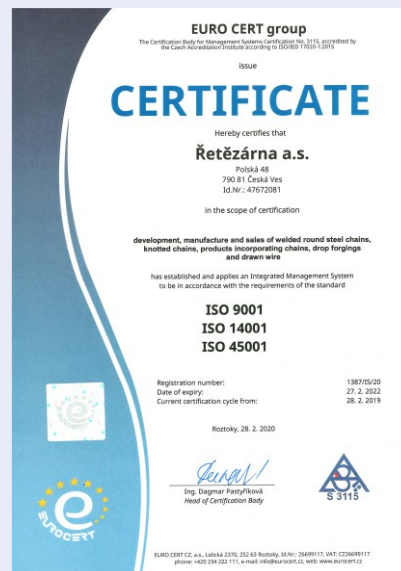 EURO CERT group
The Certification Body for Management Systems Certification No. 3115, accredited by
the Czech Accreditation Institute according to ISO/IED 17020-1:2015
issue
CERTIFICATE
Hereby certifies that
Řetězárna a.s.
Polská 48
790 81 Česká Ves
Id.Nr.: 47672081
in the scope of certification
development, manufacture and sales of welded round steel chains,
knotted chains, products incorporating chains, drop forgings
and drawn wire
has established and applies an Integrated Management System
to be in accordance with the requirements of the standard
ISO 9001
ISO 14001
ISO 45001
Registration number: 1387/IS/20
Date of expiry: 27. 2. 2022
Current certification cycle from: 28. 2. 2019
Roztoky, 28. 2. 2020
Ing. Dagmar Pastyříková
Head of Certification Body
S 3115
EUROCERT
EUROCERT
EURO CERT CZ, a.s., Lidická 2370, 252 63 Roztoky, Id.Nr.: 26699117, VAT: CZ26699117
phone: +420 234 222 111, e-mail: info@eurocert.cz, web: www.eurocert.cz